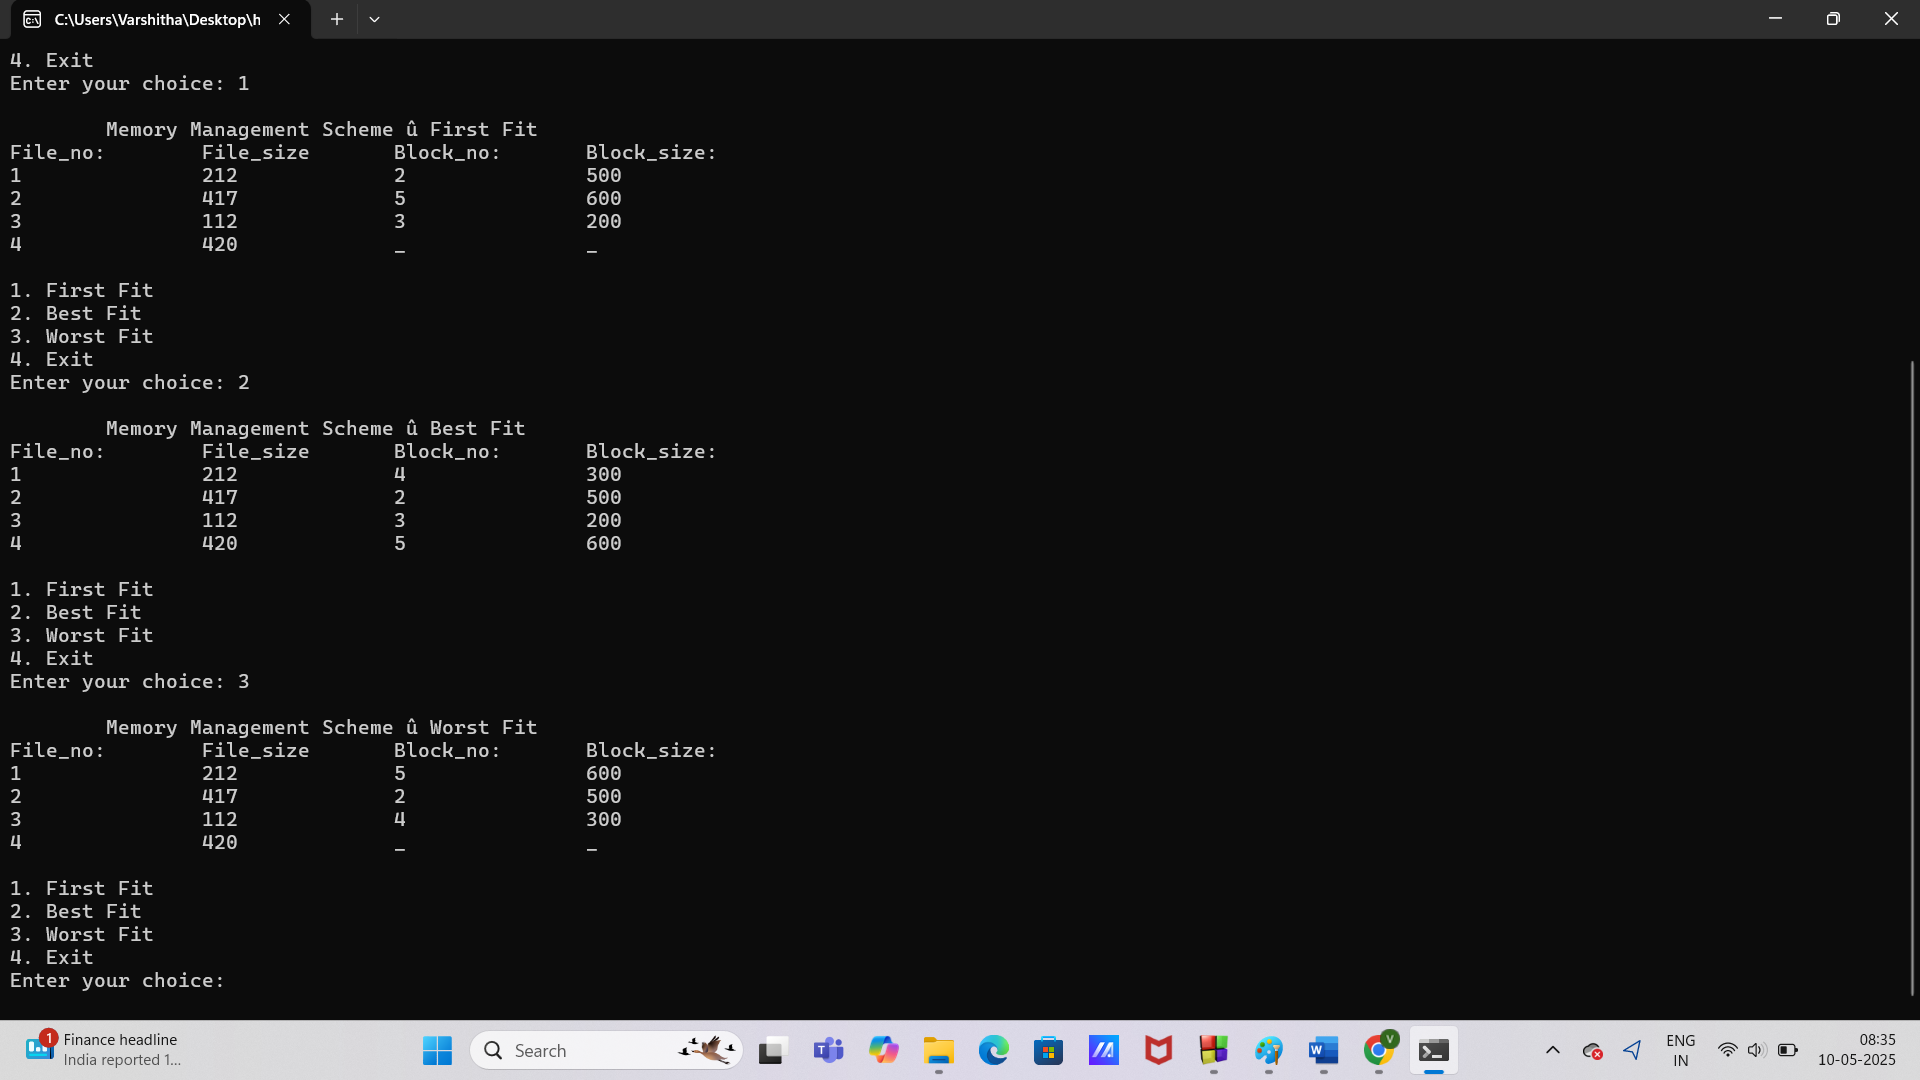 C:\Users\Varshitha\Desktop\h
4. Exit
Enter your choice: 1
Memory Management Scheme û First Fit
File_no: File_size Block_no: Block_size:
1 212 2 500
2 417 5 600
3 112 3 200
4 420 _ _
1. First Fit
2. Best Fit
3. Worst Fit
4. Exit
Enter your choice: 2
Memory Management Scheme û Best Fit
File_no: File_size Block_no: Block_size:
1 212 4 300
2 417 2 500
3 112 3 200
4 420 5 600
1. First Fit
2. Best Fit
3. Worst Fit
4. Exit
Enter your choice: 3
Memory Management Scheme û Worst Fit
File_no: File_size Block_no: Block_size:
1 212 5 600
2 417 2 500
3 112 4 300
4 420 _ _
1. First Fit
2. Best Fit
3. Worst Fit
4. Exit
Enter your choice:
1
Finance headline
India reported 1...
Search
T
W
V
ENG
IN
08:35
10-05-2025